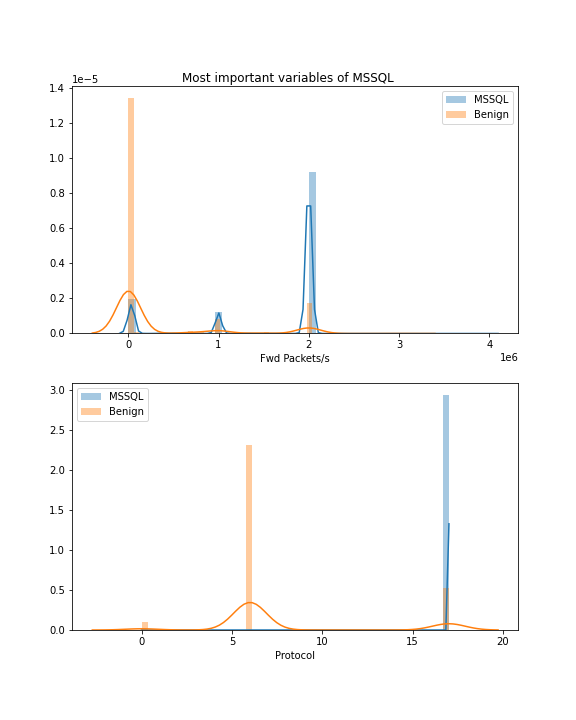 Most important variables of MSSQL
1e−5
1.4
1.2
1.0
0.8
0.6
0.4
0.2
0.0
MSSQL
Benign
0
1
2
3
4
1e6
Fwd Packets/s
3.0
2.5
2.0
1.5
1.0
0.5
0.0
MSSQL
Benign
0
5
10
15
20
Protocol